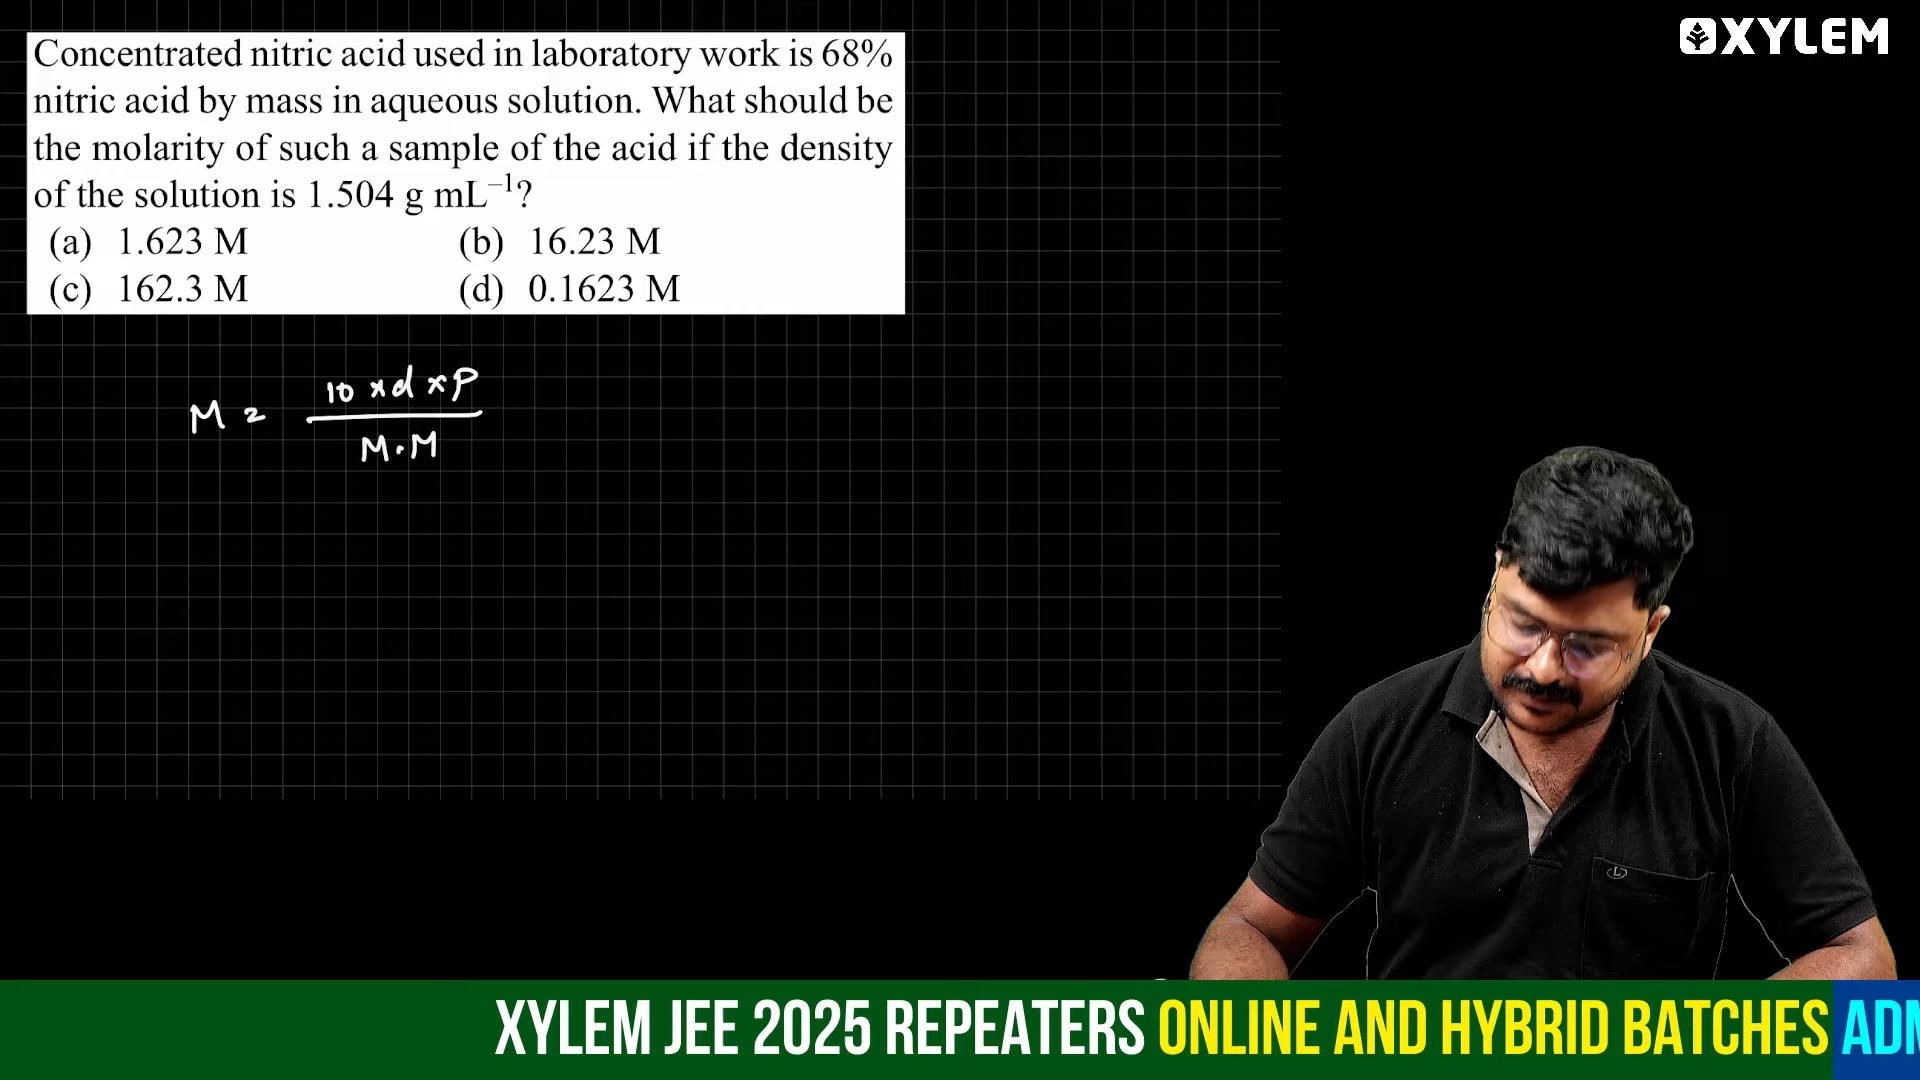 XYLEM
Concentrated nitric acid used in laboratory work is 68%
nitric acid by mass in aqueous solution. What should be
the molarity of such a sample of the acid if the density
of the solution is 1.504 g mL⁻¹?
(a) 1.623 M (b) 16.23 M
(c) 162.3 M (d) 0.1623 M
10 x d x P
M =
M.M
XYLEM JEE 2025 REPEATERS ONLINE AND HYBRID BATCHES